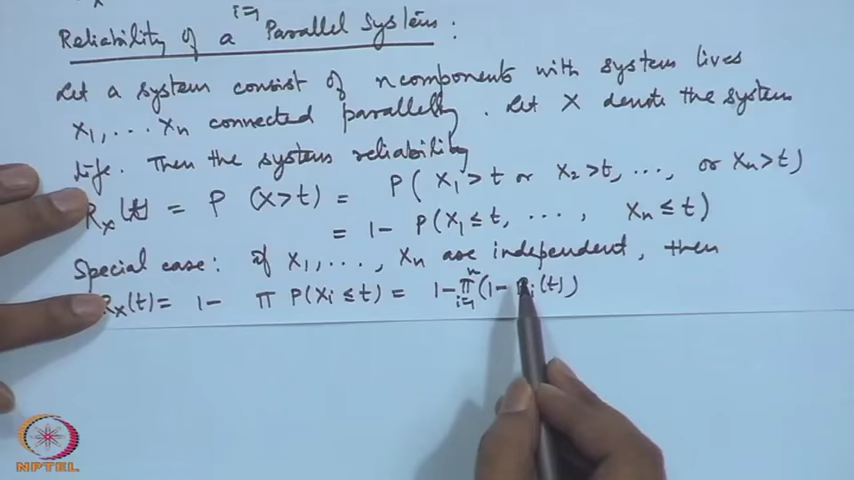 i=1
x
Reliability of a Parallel System :
Let a system consist of n components with system lives
X1, ... Xn connected parallelly. Let X denote the system
life. Then the system reliability
Rx(t) = P (X>t) = P( X1>t or X2>t, ..., or Xn>t)
= 1- P(X1≤t, ..., Xn≤t)
Special case: if X1, ..., Xn are independent, then
Rx(t) = 1- π P(Xi≤t) = 1- π i=1 n (1- Ri(t))
NPTEL